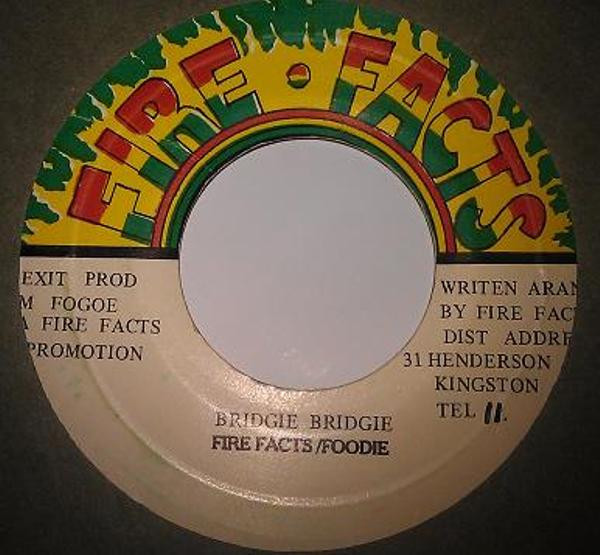 FIRE • FACTS
EXIT PROD
M FOGOE
A FIRE FACTS
PROMOTION
WRITEN ARAN
BY FIRE FAC
DIST ADDRE
31 HENDERSON
KINGSTON
TEL 11.
BRIDGIE BRIDGIE
FIRE FACTS/FOODIE